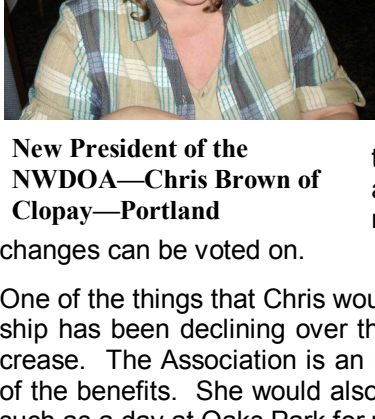 New President of the
NWDOA—Chris Brown of
Clopay—Portland
changes can be voted on.
One of the things that Chris
ship has been declining over
crease. The Association is an
of the benefits. She would also
such as a day at Oaks Park for